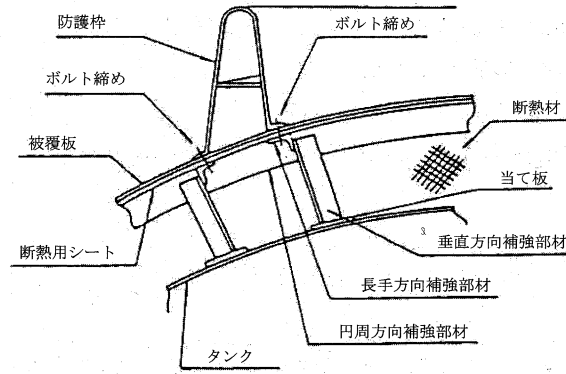 防護枠
ボルト締め
ボルト締め
断熱材
被覆板
当て板
垂直方向補強部材
断熱用シート
長手方向補強部材
円周方向補強部材
タンク